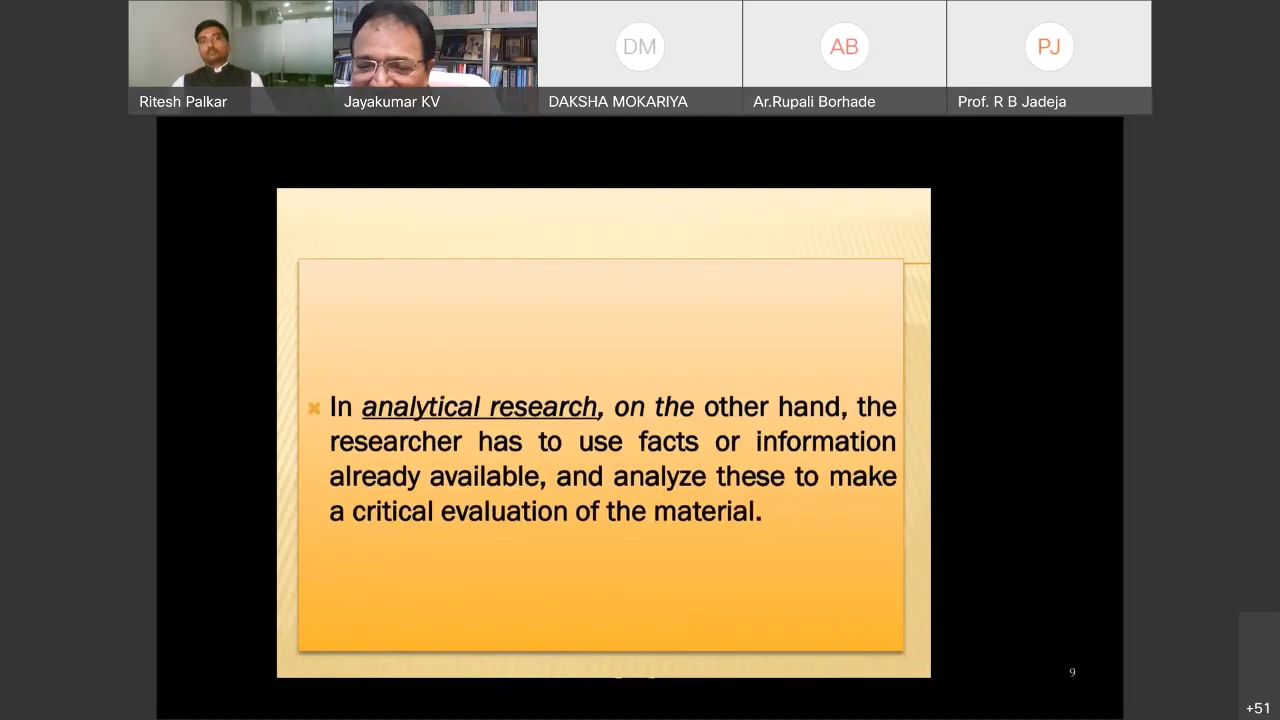 DM
AB
PJ
Ritesh Palkar
Jayakumar KV
DAKSHA MOKARIYA
Ar.Rupali Borhade
Prof. R B Jadeja
In analytical research, on the other hand, the
researcher has to use facts or information
already available, and analyze these to make
a critical evaluation of the material.
9
+51